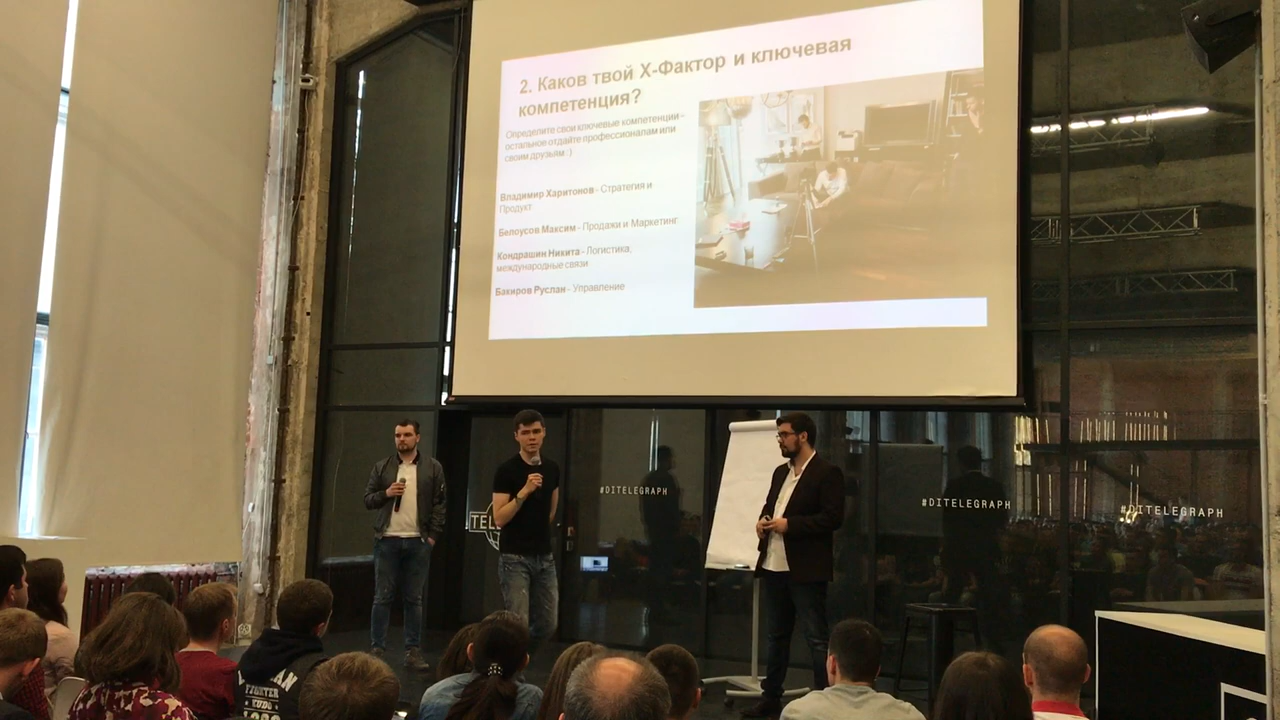 2. Каков твой Х-Фактор и ключевая
компетенция?
Определите свои ключевые компетенции -
остальное отдайте профессионалам или
своим друзьям :)
Владимир Харитонов - Стратегия и
Продукт
Белоусов Максим - Продажи и Маркетинг
Кондрашин Никита - Логистика,
международные связи
Бакиров Руслан - Управление
#DITELEGRAPH
#DITELEGRAPH
#DITELEGRAPH
TEL